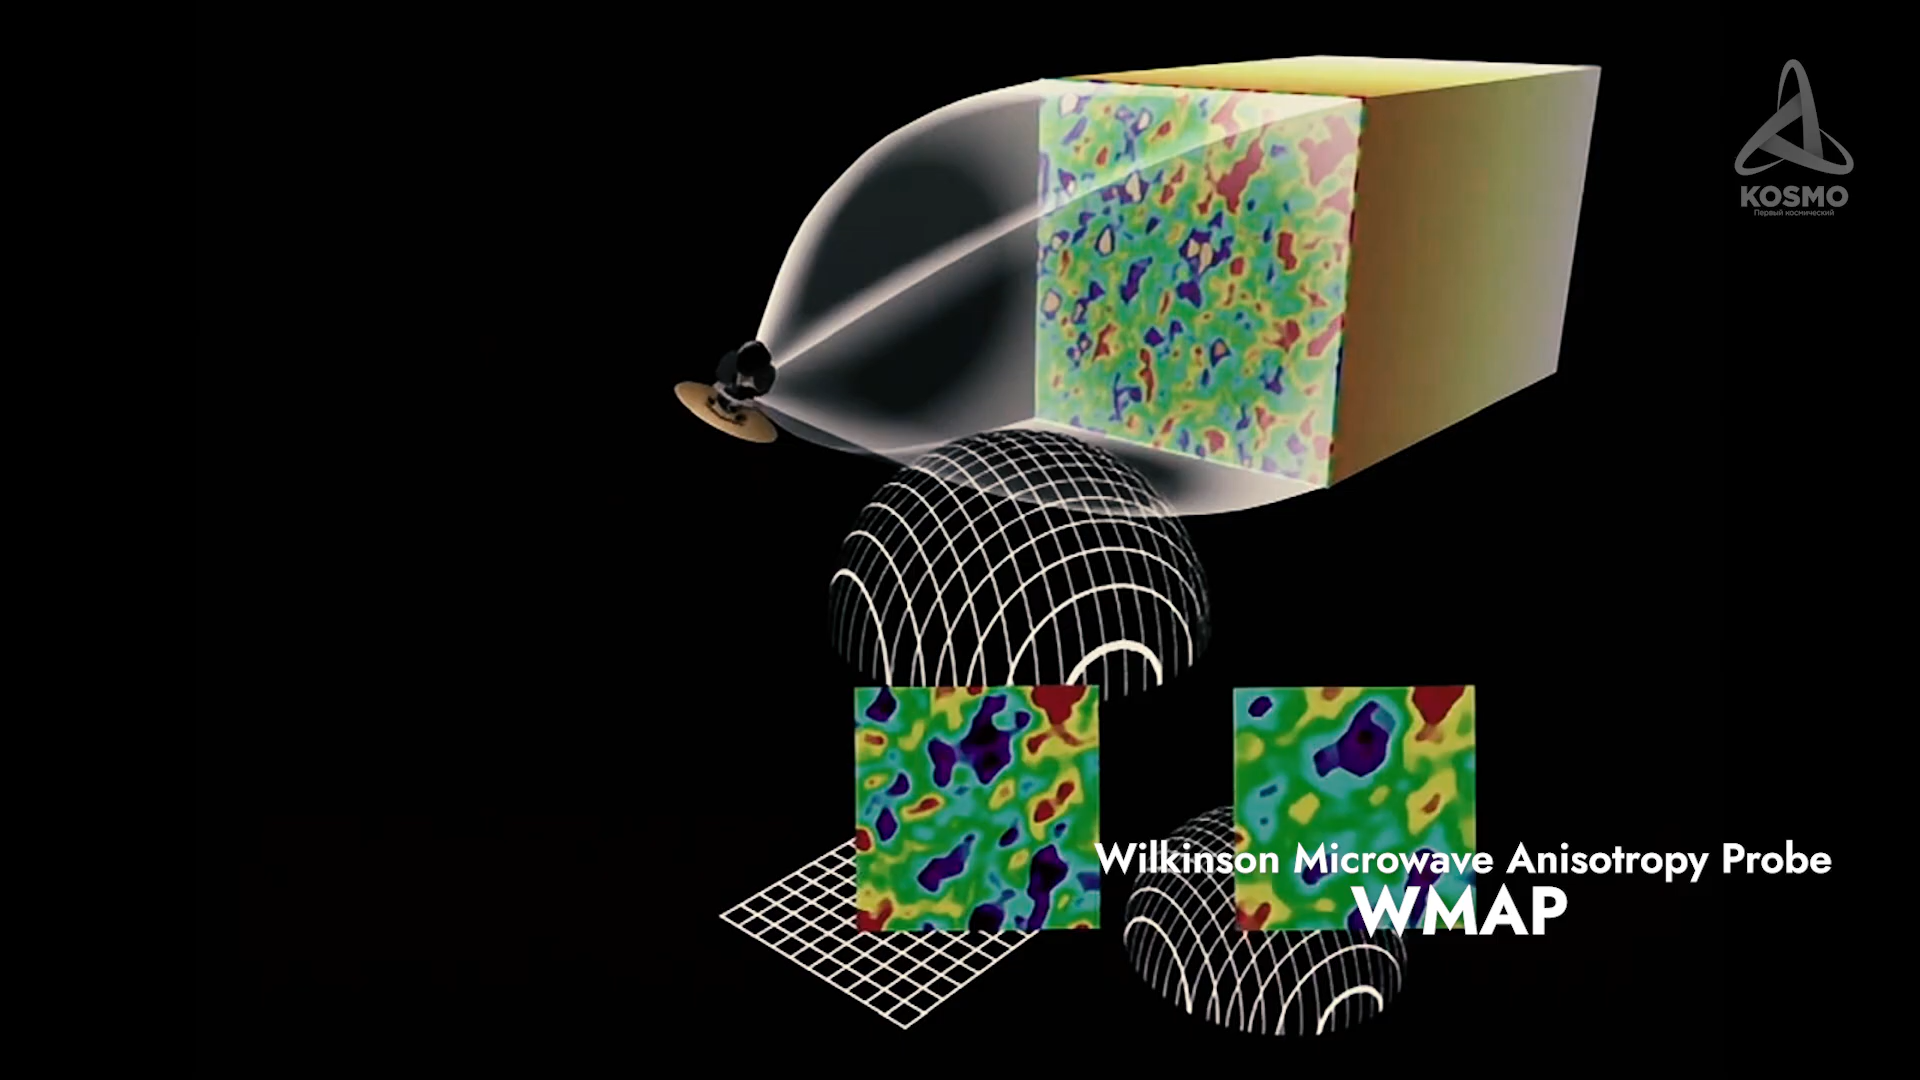 KOSMO
Первый космический
Wilkinson Microwave Anisotropy Probe
WMAP